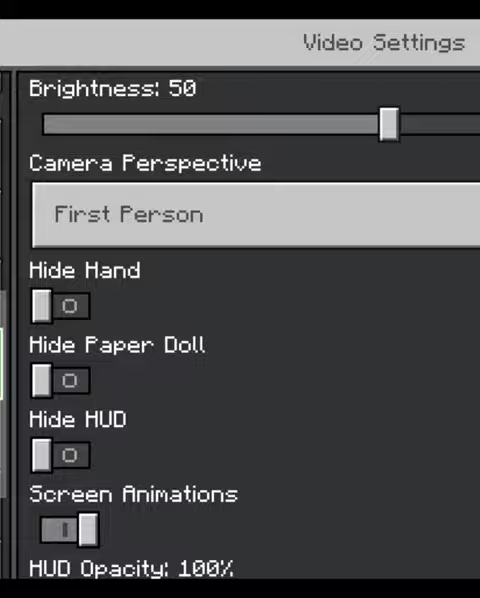 Video Settings
Brightness: 50
Camera Perspective
First Person
Hide Hand
Hide Paper Doll
Hide HUD
Screen Animations
HUD Opacity: 100%